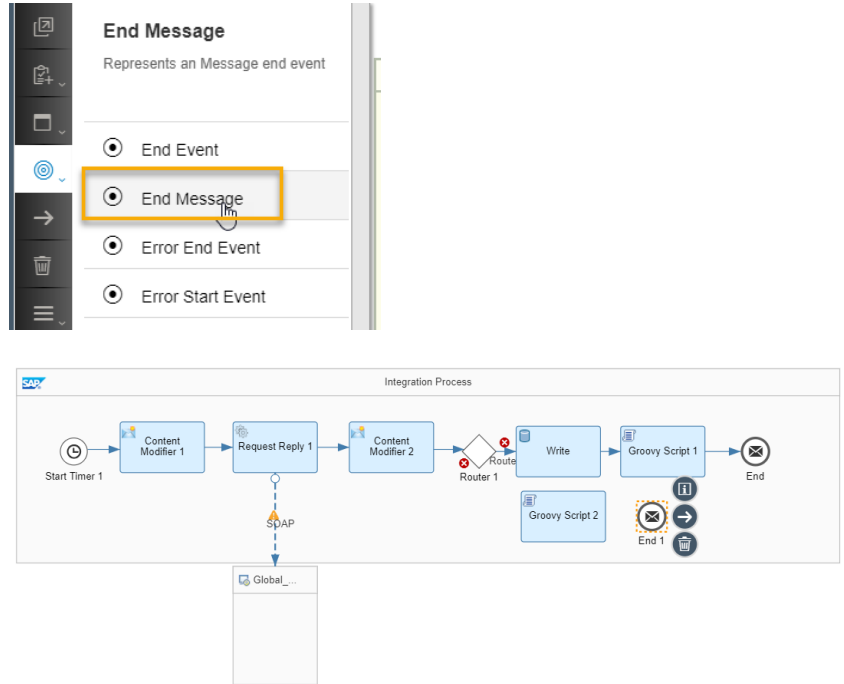 End Message
Represents an Message end event
End Event
End Message
Error End Event
Error Start Event
SAP
Integration Process
Start Timer 1
Content
Modifier 1
Request Reply 1
Content
Modifier 2
Router 1
Route
Write
Groovy Script 1
End
Groovy Script 2
End 1
SOAP
Global_...